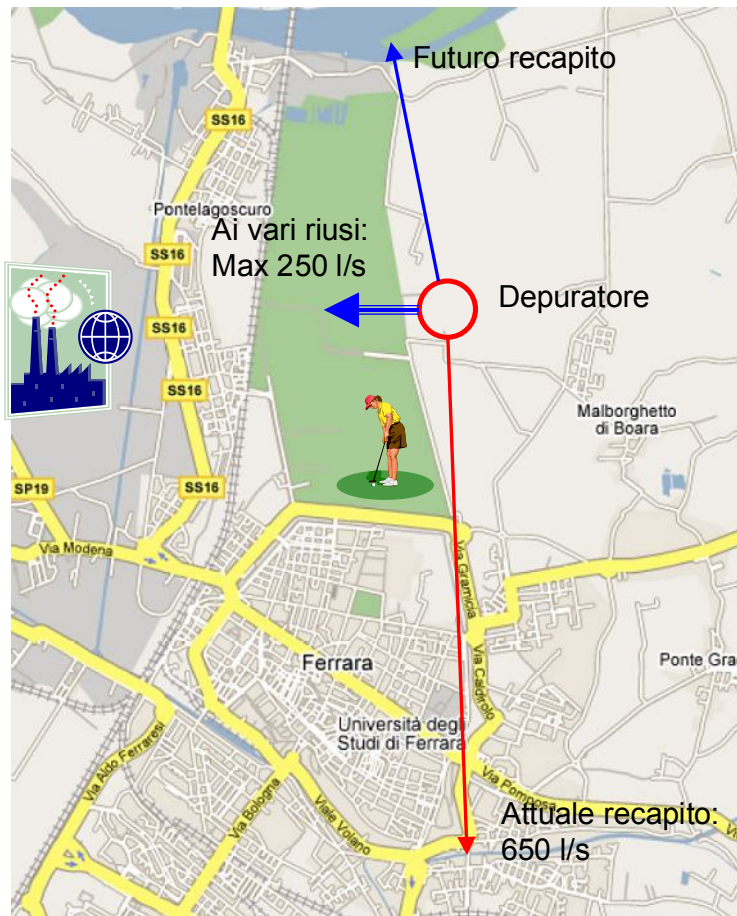 Futuro recapito
SS16
Pontelagoscuro
Ai vari riusi:
Max 250 l/s
SS16
Depuratore
SS16
SS16
Malborghetto
di Boara
SP19
SS16
Via Modena
Via Gramicia
Ferrara
Via Caldirolo
Ponte Gra
Università degli
Studi di Ferrara
Via Aldo Ferraresi
Via Bologna
Viale Volano
Via Pomposa
Attuale recapito:
650 l/s
Vi